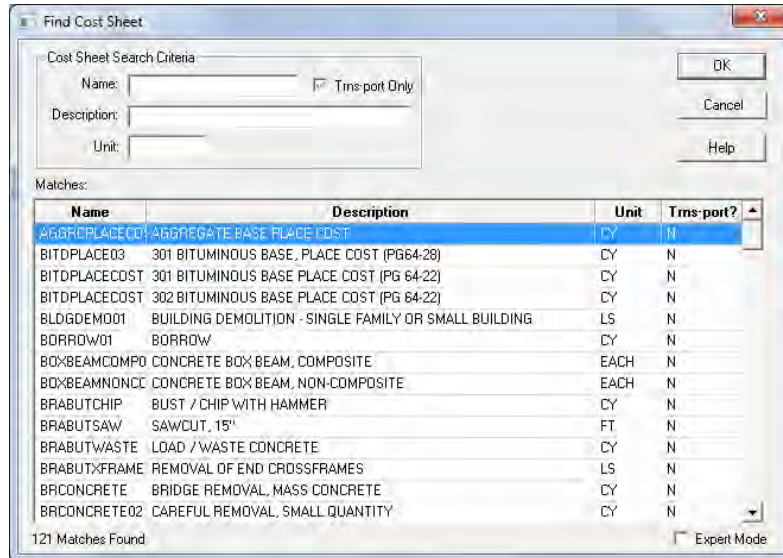 Find Cost Sheet
Cost Sheet Search Criteria
Name: Trns-port Only
Description:
Unit:
OK
Cancel
Help
Matches:
Name Description Unit Trns-port?
AGGRCPLACECO AGGREGATE BASE PLACE COST CY N
BITDPLACE03 301 BITUMINOUS BASE, PLACE COST (PG64-28) CY N
BITDPLACECOST 301 BITUMINOUS BASE PLACE COST (PG 64-22) CY N
BITDPLACECOST 302 BITUMINOUS BASE PLACE COST (PG 64-22) CY N
BLDGDEMO01 BUILDING DEMOLITION - SINGLE FAMILY OR SMALL BUILDING LS N
BORROW01 BORROW CY N
BOXBEAMCOMPO CONCRETE BOX BEAM, COMPOSITE EACH N
BOXBEAMNONCC CONCRETE BOX BEAM, NON-COMPOSITE EACH N
BRABUTCHIP BUST / CHIP WITH HAMMER CY N
BRABUTSAW SAWCUT, 15" FT N
BRABUTWASTE LOAD / WASTE CONCRETE CY N
BRABUTXFRAME REMOVAL OF END CROSSFRAMES LS N
BRCONCRETE BRIDGE REMOVAL, MASS CONCRETE CY N
BRCONCRETE02 CAREFUL REMOVAL, SMALL QUANTITY CY N
121 Matches Found Expert Mode